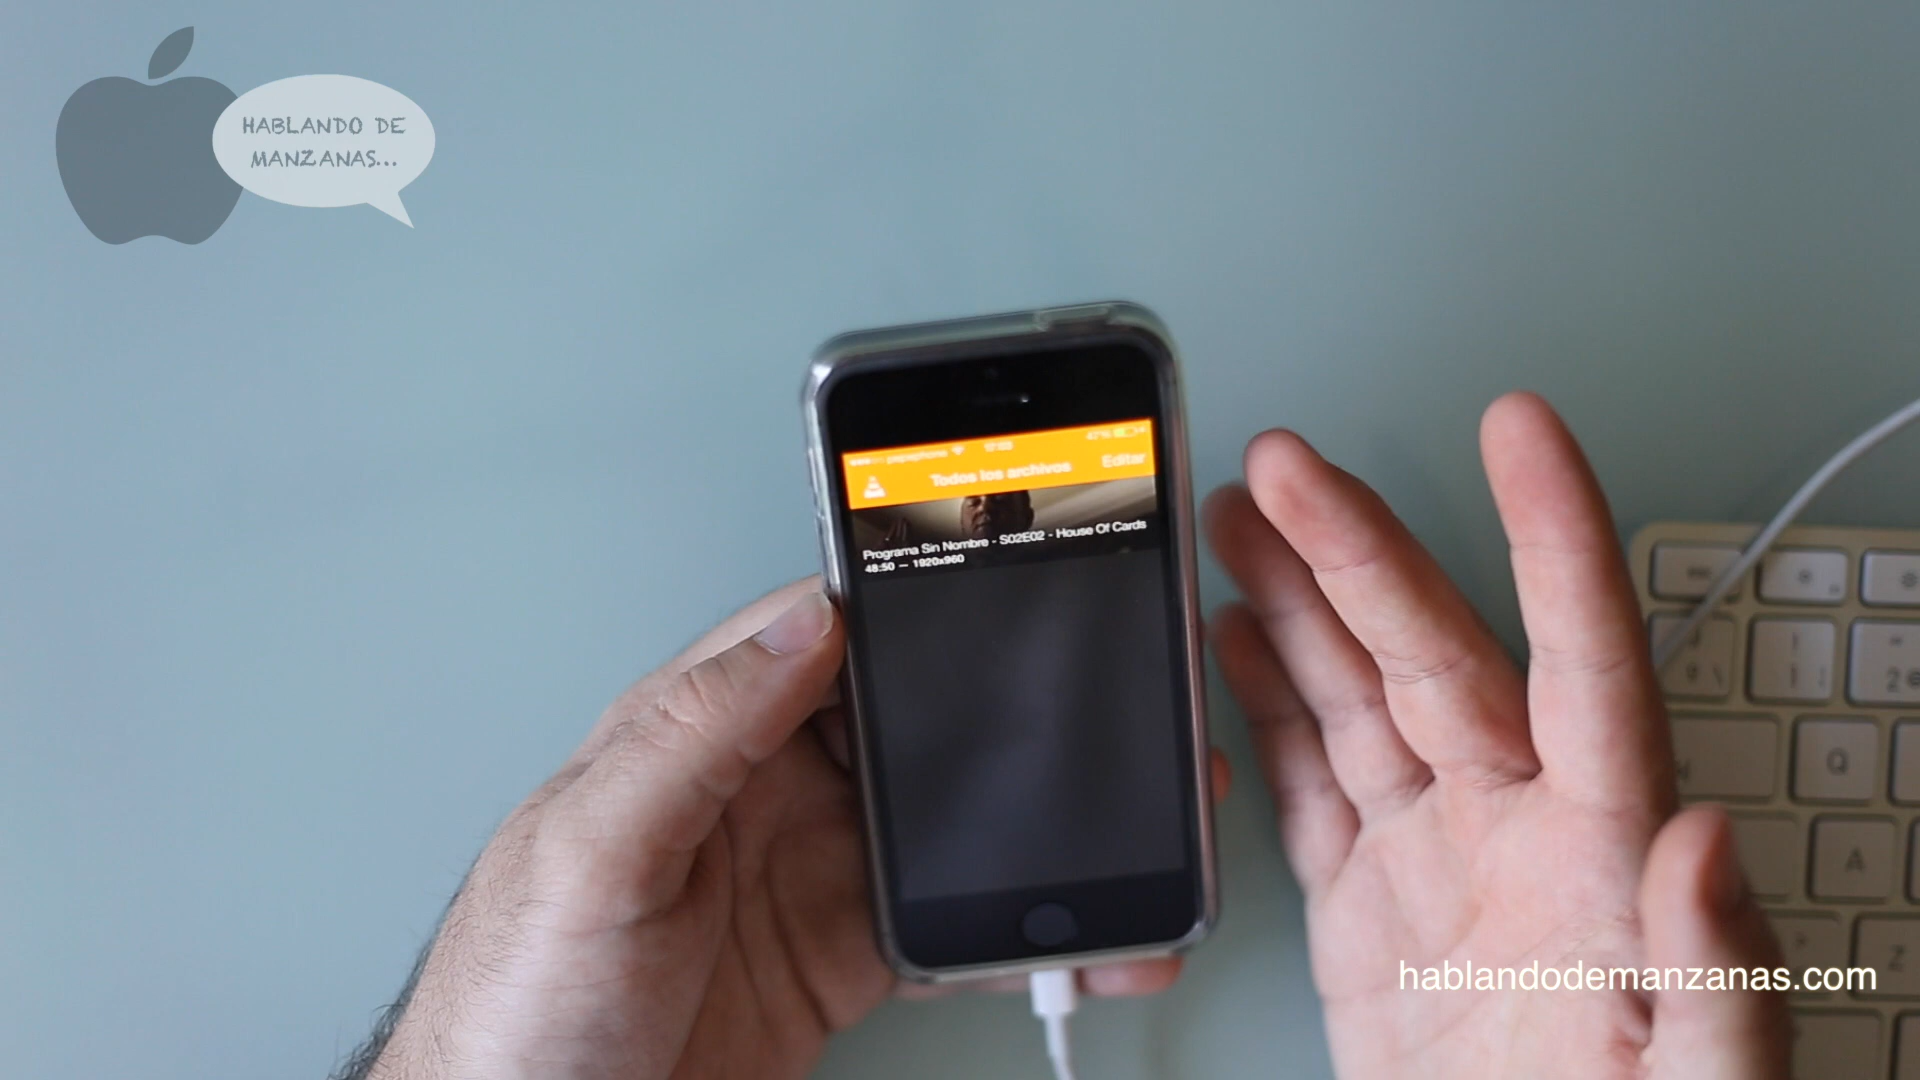 HABLANDO DE
MANZANAS...
pepephone
Todos los archivos
Editar
Programa Sin Nombre - S02E02 - House Of Cards
48:50 — 1920x960
Q
A
Z
hablandodemanzanas.com